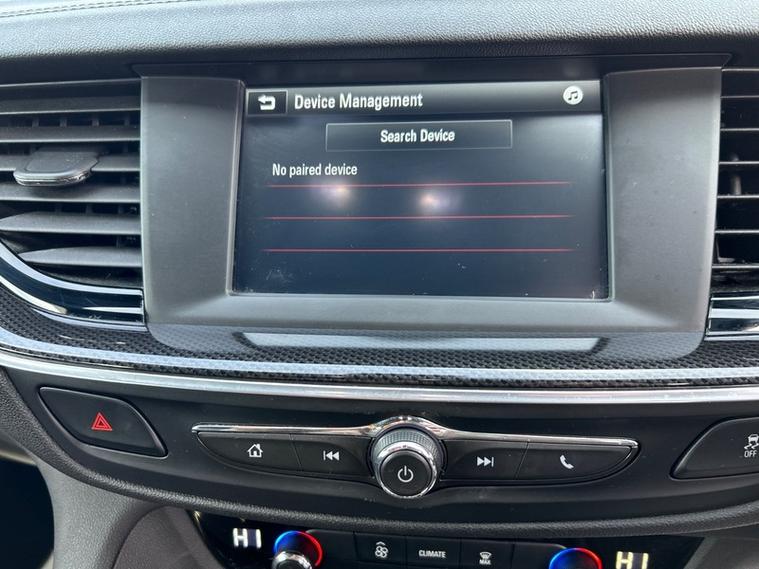 Device Management
Search Device
No paired device
OFF
HI
CLIMATE
MAX
HI